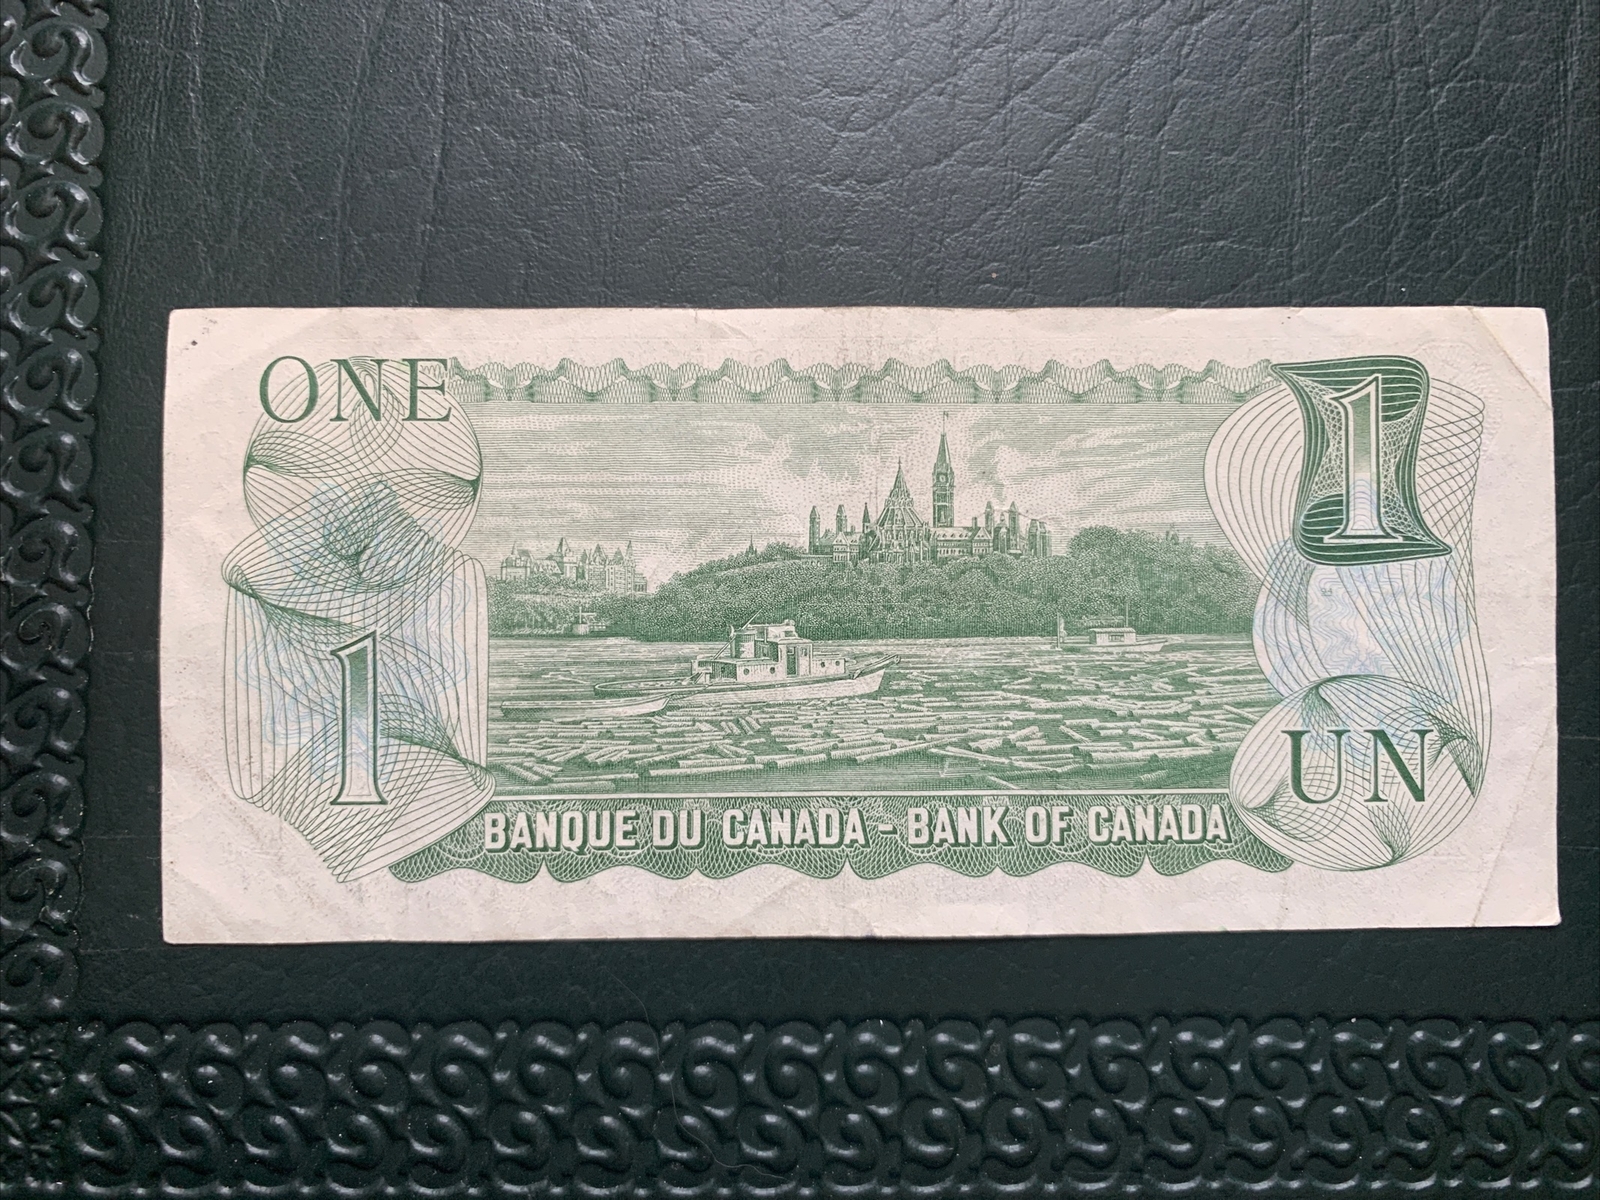 ONE
1
1
UN
BANQUE DU CANADA - BANK OF CANADA